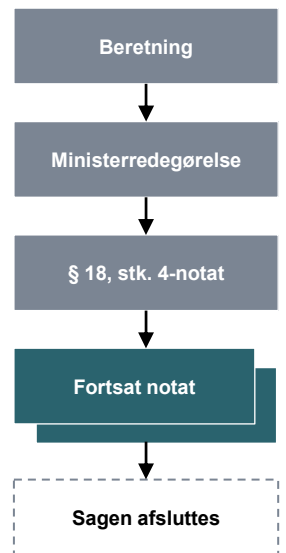 Beretning
Ministerredegørelse
§ 18, stk. 4-notat
Fortsat notat
Sagen afsluttes